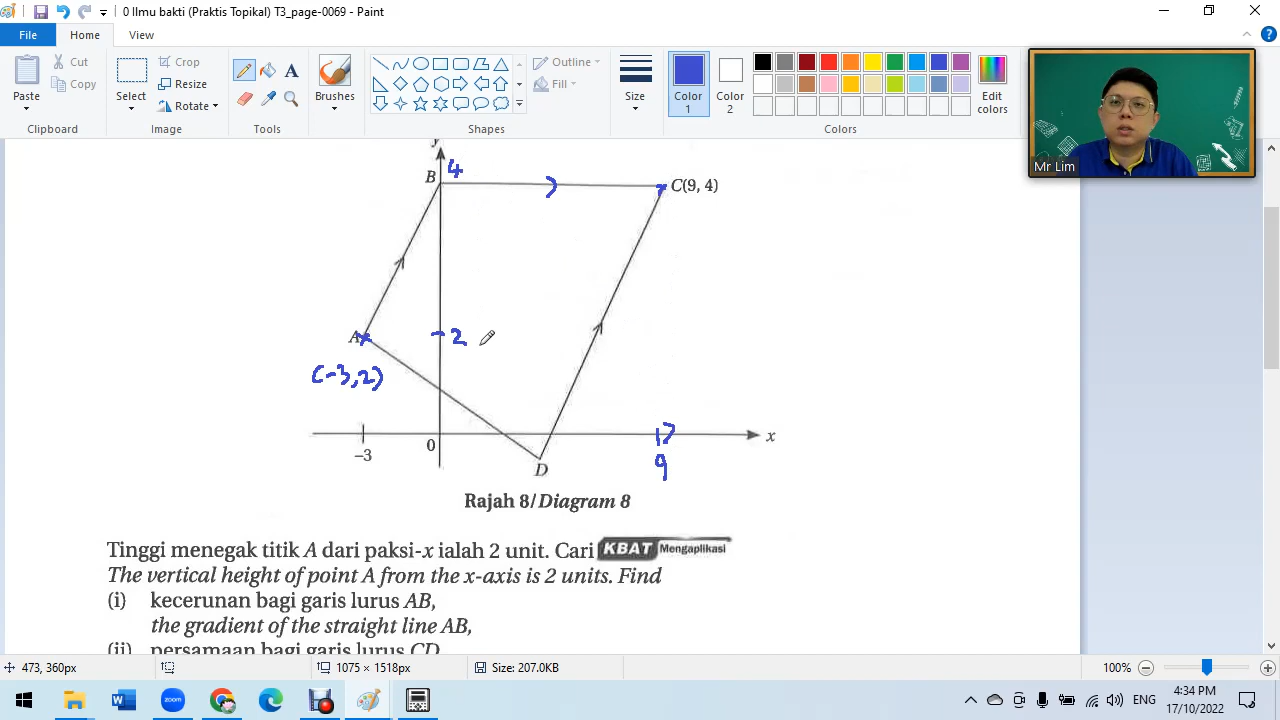 0 Ilmu bakti (Praktis Topikal) T3_page-0069 - Paint
File Home View
Paste
Cut
Copy
Clipboard
Select
Crop
Resize
Rotate
Image
A
Tools
Brushes
Outline
Fill
Shapes
Size
Color 1
Color 2
Edit colors
Colors
Mr Lim
y
B 4
C(9, 4)
A 2
(-3,2)
-3 0 x
9
D
Rajah 8/Diagram 8
Tinggi menegak titik A dari paksi-x ialah 2 unit. Cari KBAT Mengaplikasi
The vertical height of point A from the x-axis is 2 units. Find
(i) kecerunan bagi garis lurus AB,
the gradient of the straight line AB,
(ii) persamaan bagi garis lurus CD
473, 360px 1075 × 1518px Size: 207.0KB 100%
zoom
ENG
4:34 PM
17/10/2022